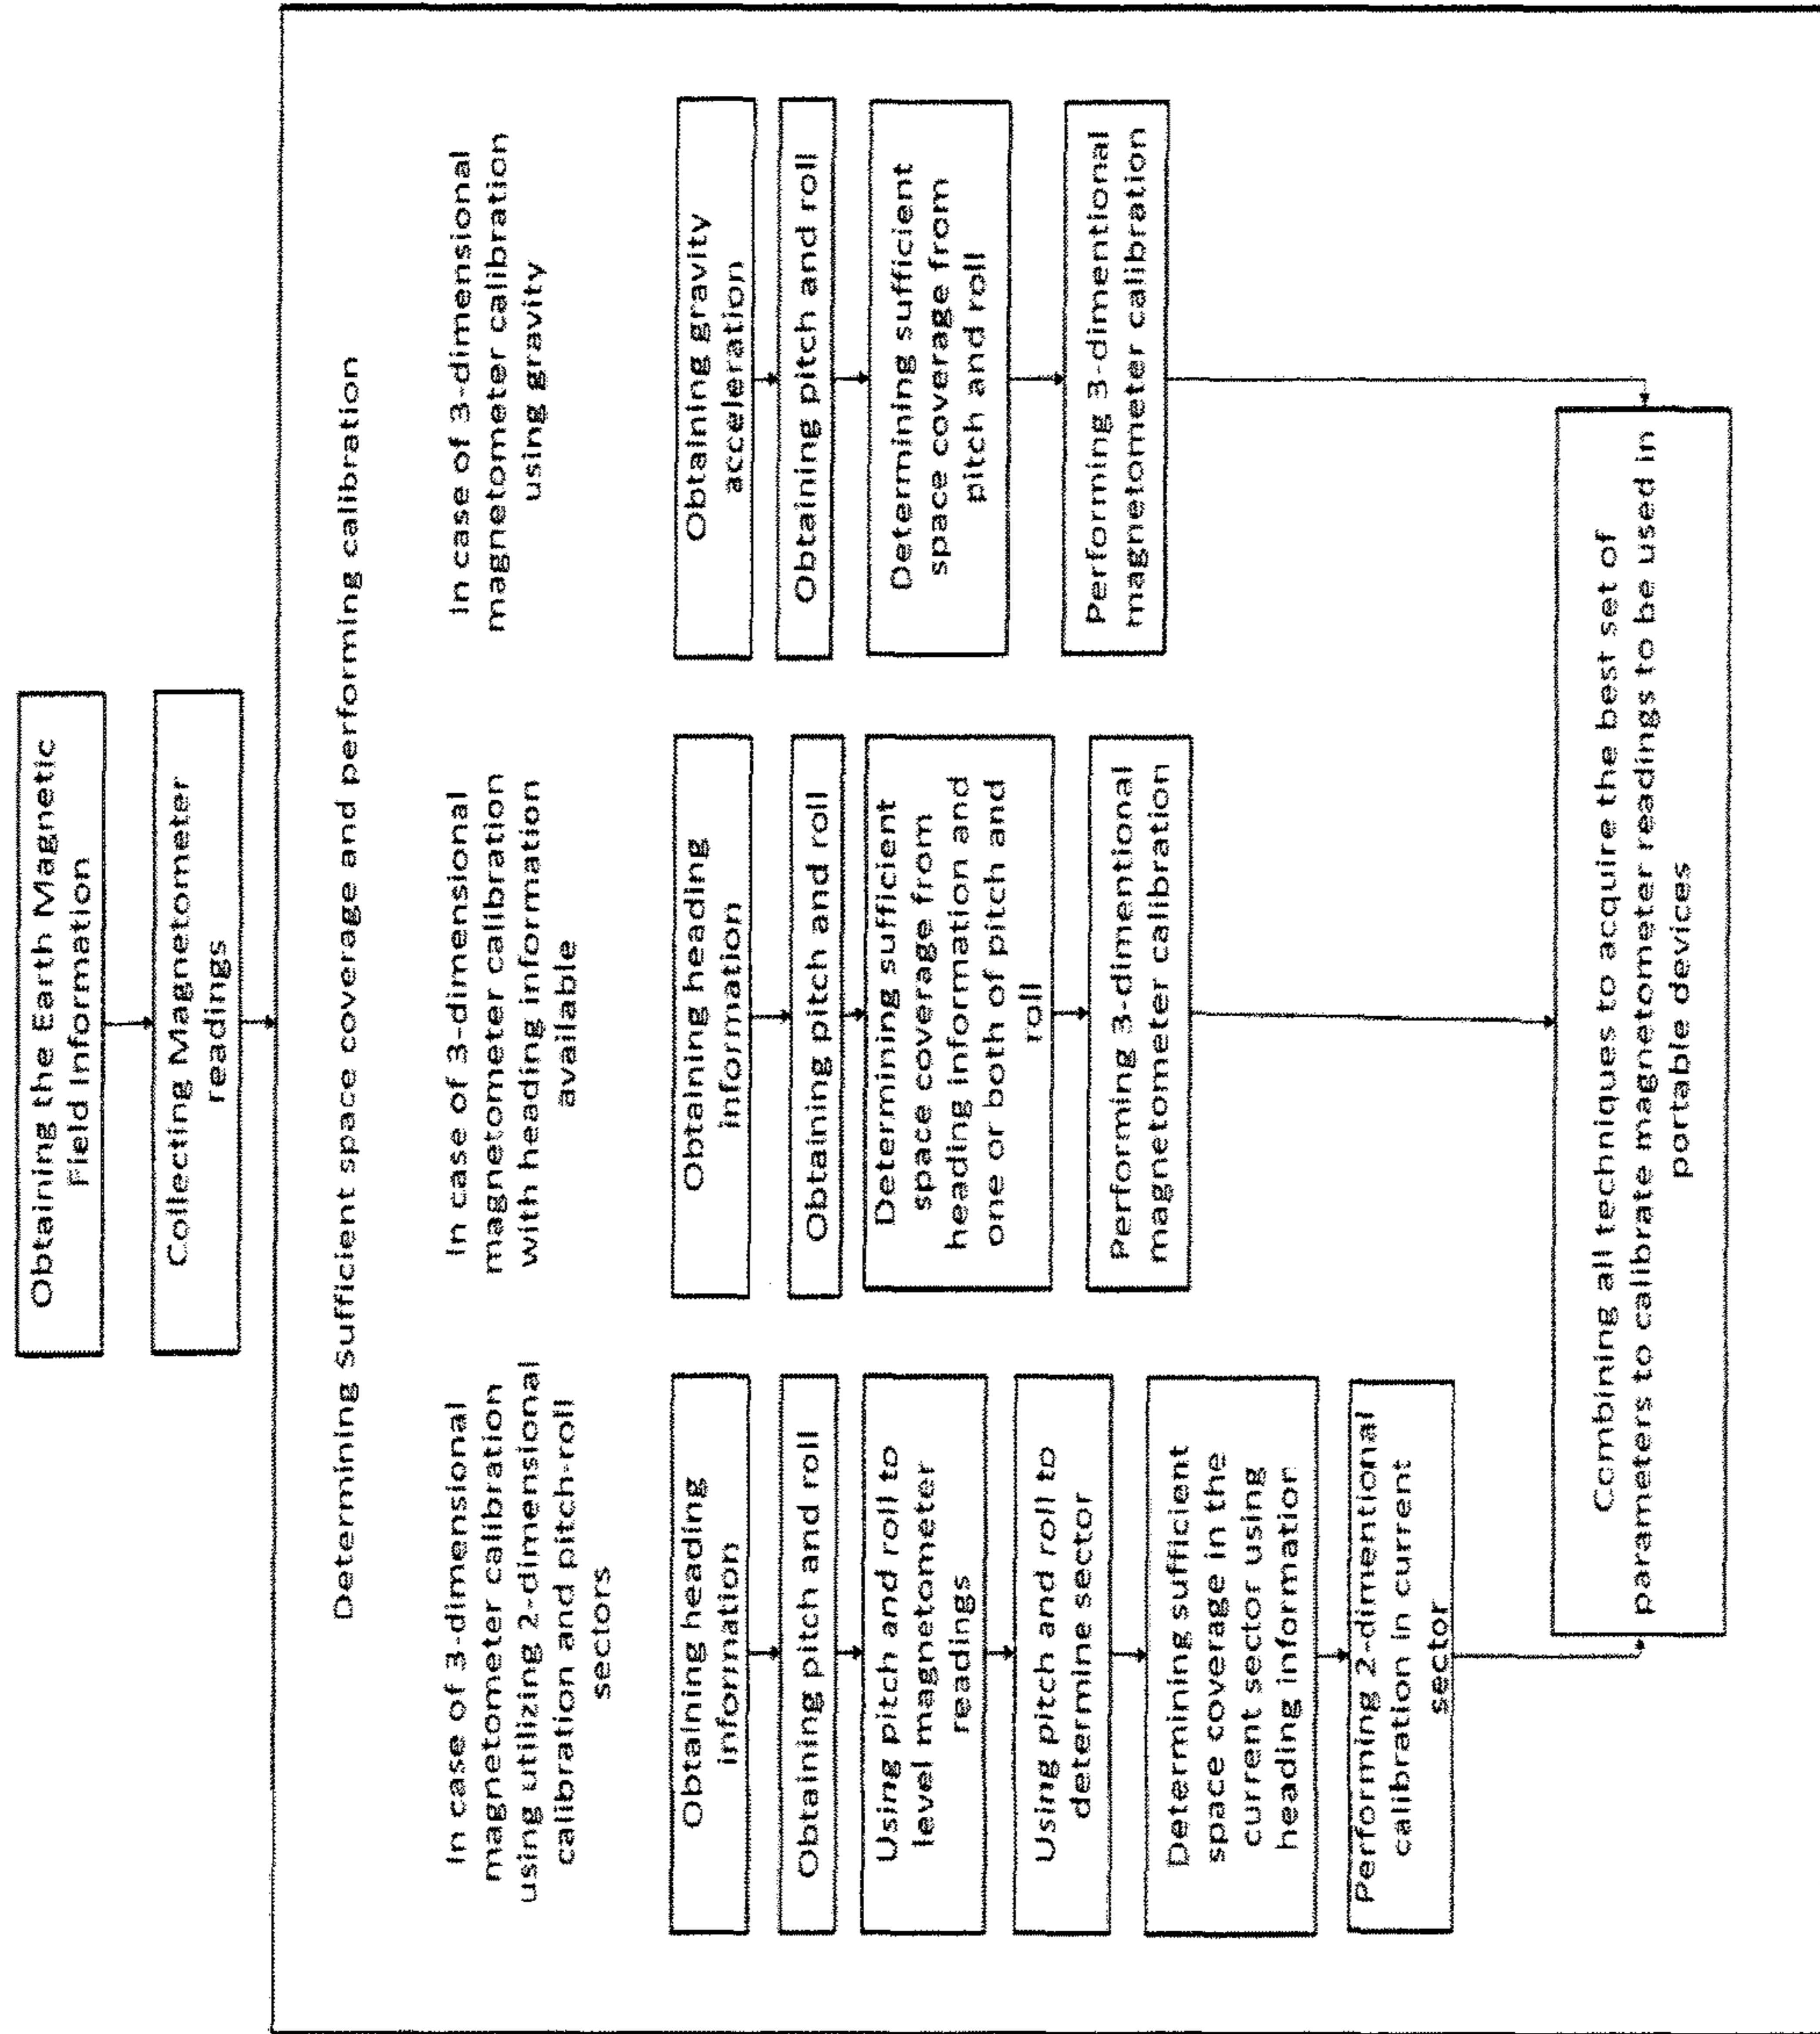 Obtaining the Earth Magnetic
Field Information
Collecting Magnetometer
readings
Determining sufficient space coverage and performing calibration
In case of 3-dimensional
magnetometer calibration
using utilizing 2-dimensional
calibration and pitch-roll
sectors
Obtaining heading
information
Obtaining pitch and roll
Using pitch and roll to
level magnetometer
readings
Using pitch and roll to
determine sector
Determining sufficient
space coverage in the
current sector using
heading information
Performing 2-dimentional
calibration in current
sector
In case of 3-dimensional
magnetometer calibration
with heading information
available
Obtaining heading
information
Obtaining pitch and roll
Determining sufficient
space coverage from
heading information and
one or both of pitch and
roll
Performing 3-dimentional
magnetometer calibration
In case of 3-dimensional
magnetometer calibration
using gravity
Obtaining gravity
acceleration
Obtaining pitch and roll
Determining sufficient
space coverage from
pitch and roll
Performing 3-dimentional
magnetometer calibration
Combining all techniques to acquire the best set of
parameters to calibrate magnetometer readings to be used in
portable devices